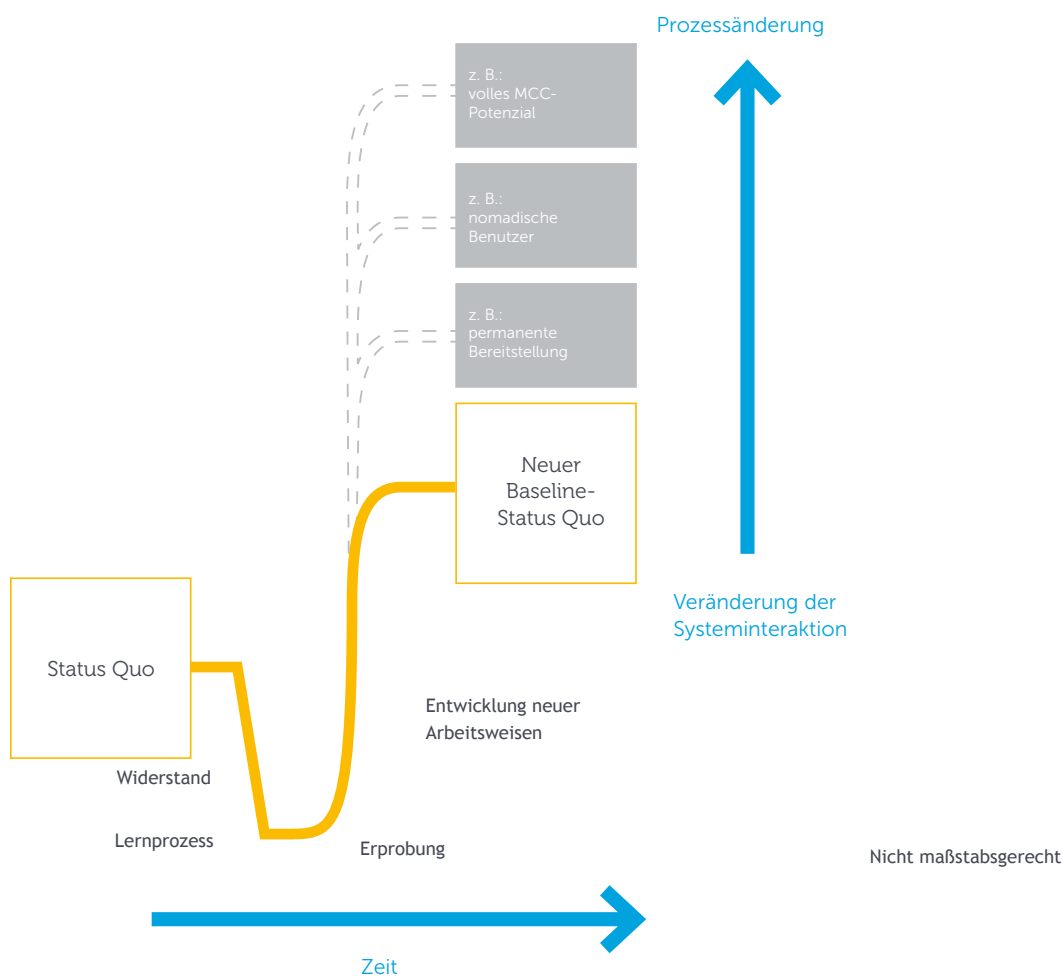 Prozessänderung
z. B.:
volles MCC-
Potenzial
z. B.:
nomadische
Benutzer
z. B.:
permanente
Bereitstellung
Neuer
Baseline-
Status Quo
Veränderung der
Systeminteraktion
Status Quo
Entwicklung neuer
Arbeitsweisen
Widerstand
Lernprozess
Erprobung
Nicht maßstabsgerecht
Zeit